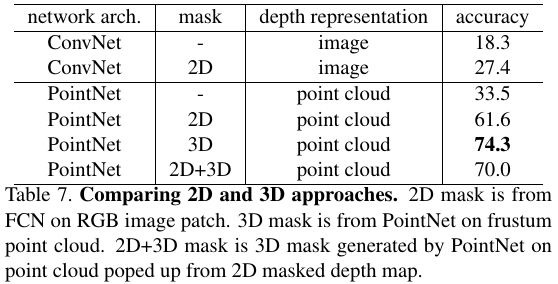 network arch. mask depth representation accuracy
ConvNet - image 18.3
ConvNet 2D image 27.4
PointNet - point cloud 33.5
PointNet 2D point cloud 61.6
PointNet 3D point cloud 74.3
PointNet 2D+3D point cloud 70.0
Table 7. Comparing 2D and 3D approaches. 2D mask is from
FCN on RGB image patch. 3D mask is from PointNet on frustum
point cloud. 2D+3D mask is 3D mask generated by PointNet on
point cloud poped up from 2D masked depth map.